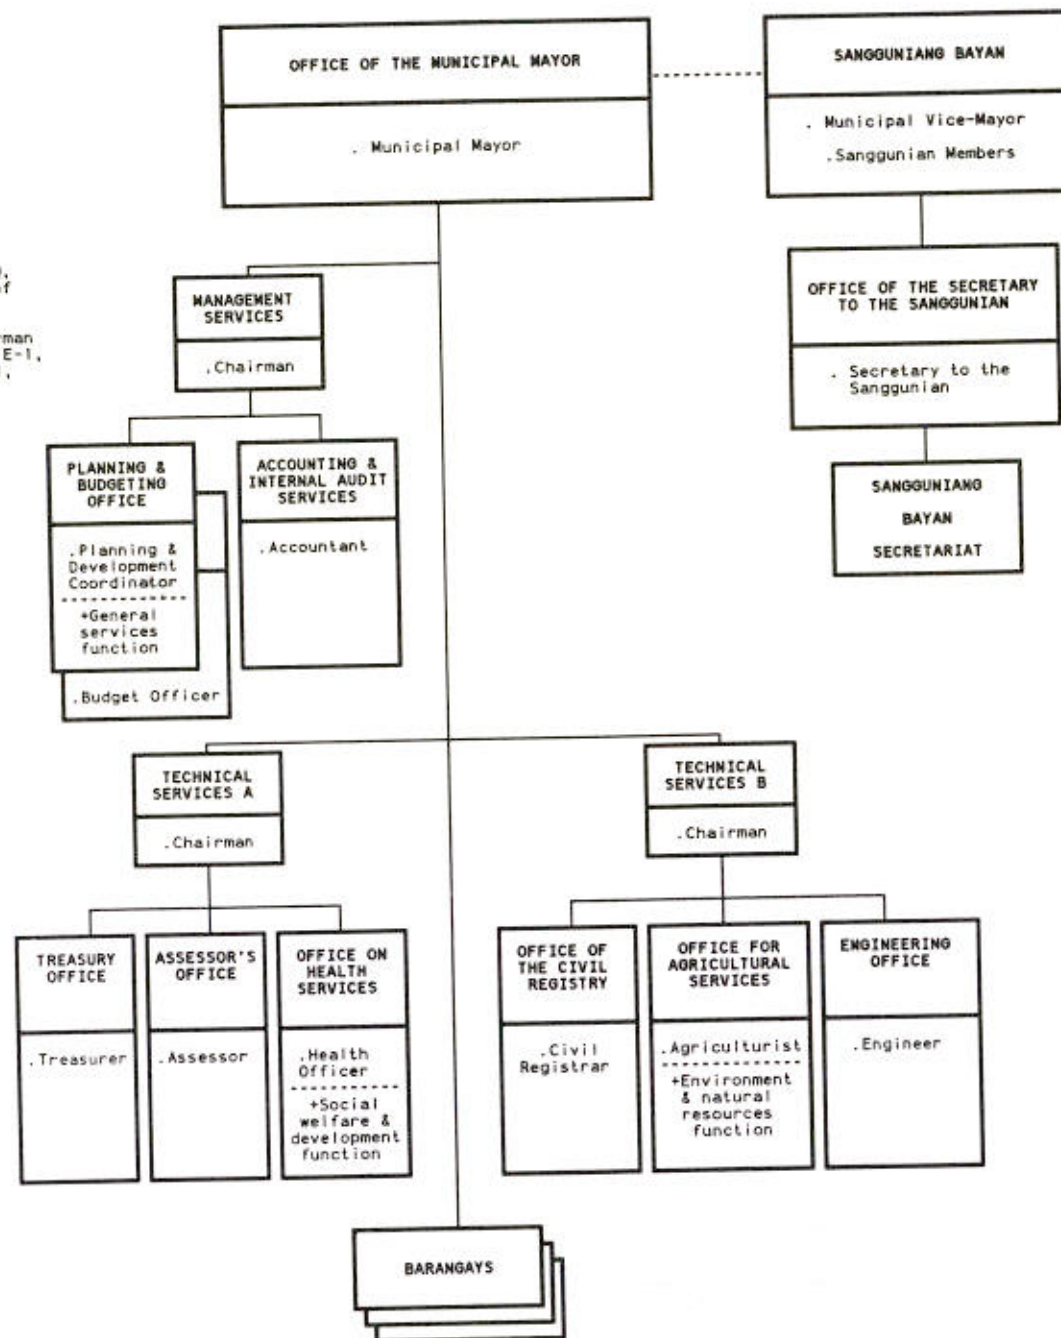 OFFICE OF THE MUNICIPAL MAYOR
. Municipal Mayor
SANGGUNIANG BAYAN
. Municipal Vice-Mayor
.Sanggunian Members
OFFICE OF THE SECRETARY
TO THE SANGGUNIAN
. Secretary to the
Sanggunian
SANGGUNIANG
BAYAN
SECRETARIAT
E-1,
MANAGEMENT
SERVICES
.Chairman
PLANNING &
BUDGETING
OFFICE
.Planning &
Development
Coordinator
+General
services
function
.Budget Officer
ACCOUNTING &
INTERNAL AUDIT
SERVICES
.Accountant
TECHNICAL
SERVICES A
.Chairman
TECHNICAL
SERVICES B
.Chairman
TREASURY
OFFICE
.Treasurer
ASSESSOR'S
OFFICE
.Assessor
OFFICE ON
HEALTH
SERVICES
.Health
Officer
+Social
welfare &
development
function
OFFICE OF
THE CIVIL
REGISTRY
.Civil
Registrar
OFFICE FOR
AGRICULTURAL
SERVICES
.Agriculturist
+Environment
& natural
resources
function
ENGINEERING
OFFICE
.Engineer
BARANGAYS